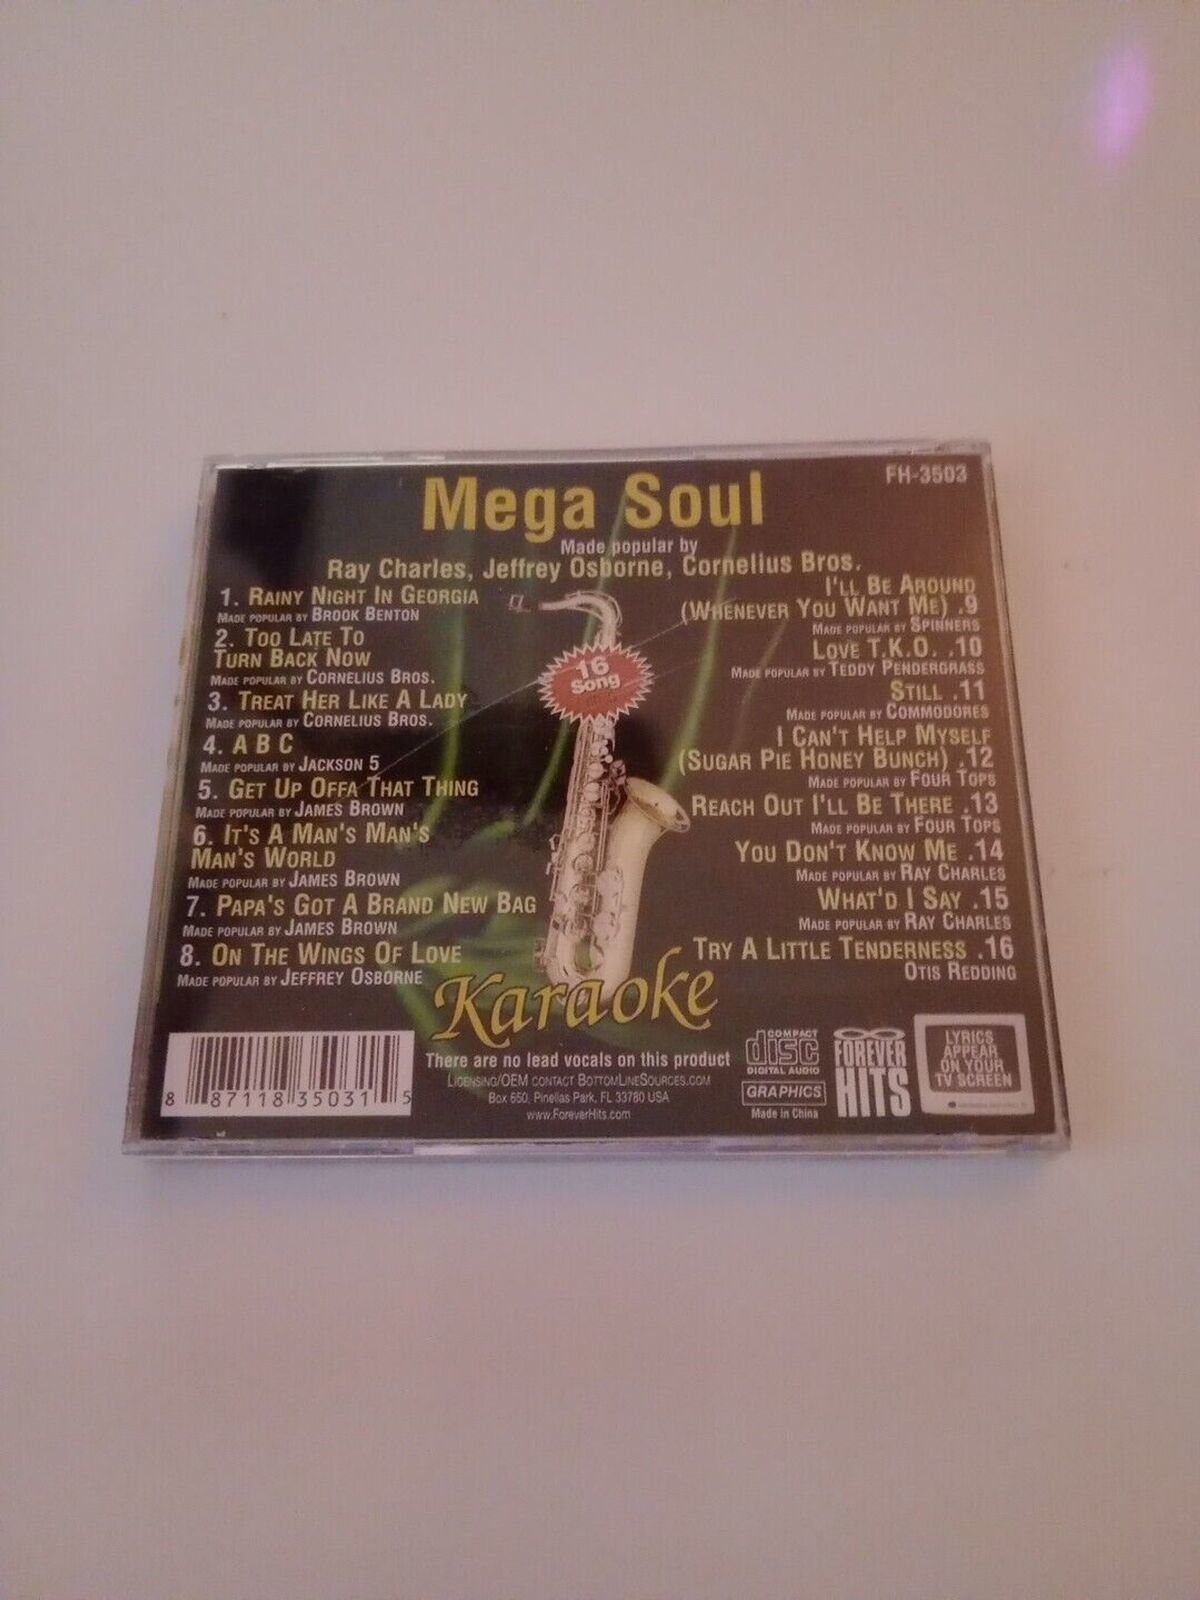 FH-3503
Mega Soul
Made popular by
Ray Charles, Jeffrey Osborne, Cornelius Bros.
1. RAINY NIGHT IN GEORGIA
MADE POPULAR BY BROOK BENTON
2. TOO LATE TO
TURN BACK NOW
MADE POPULAR BY CORNELIUS BROS.
3. TREAT HER LIKE A LADY
MADE POPULAR BY CORNELIUS BROS.
4. A B C
MADE POPULAR BY JACKSON 5
5. GET UP OFFA THAT THING
MADE POPULAR BY JAMES BROWN
6. IT'S A MAN'S MAN'S
MAN'S WORLD
MADE POPULAR BY JAMES BROWN
7. PAPA'S GOT A BRAND NEW BAG
MADE POPULAR BY JAMES BROWN
8. ON THE WINGS OF LOVE
MADE POPULAR BY JEFFREY OSBORNE
16
Song
I'LL BE AROUND
(WHENEVER YOU WANT ME) .9
MADE POPULAR BY SPINNERS
LOVE T.K.O. .10
MADE POPULAR BY TEDDY PENDERGRASS
STILL .11
MADE POPULAR BY COMMODORES
I CAN'T HELP MYSELF
(SUGAR PIE HONEY BUNCH) .12
MADE POPULAR BY FOUR TOPS
REACH OUT I'LL BE THERE .13
MADE POPULAR BY FOUR TOPS
YOU DON'T KNOW ME .14
MADE POPULAR BY RAY CHARLES
WHAT'D I SAY .15
MADE POPULAR BY RAY CHARLES
TRY A LITTLE TENDERNESS .16
OTIS REDDING
Karaoke
There are no lead vocals on this product
LICENSING/OEM CONTACT BOTTOMLINESOURCES.COM
Box 650, Pinellas Park, FL 33780 USA
www.ForeverHits.com
8 87118 35031 5
COMPACT
disc
DIGITAL AUDIO
GRAPHICS
Made in China
FOREVER
HITS
LYRICS
APPEAR
ON YOUR
TV SCREEN